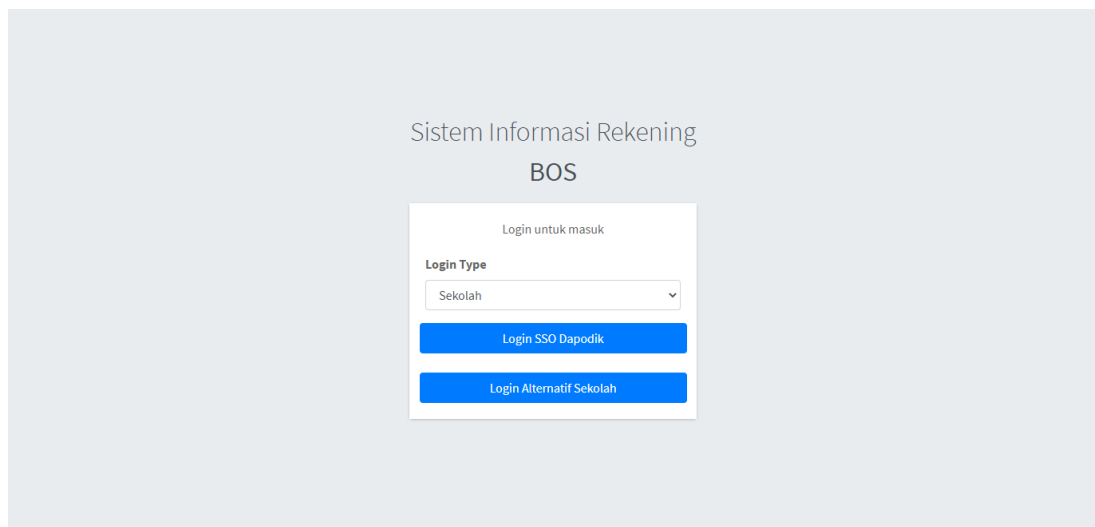 Sistem Informasi Rekening
BOS
Login untuk masuk
Login Type
Sekolah
Login SSO Dapodik
Login Alternatif Sekolah